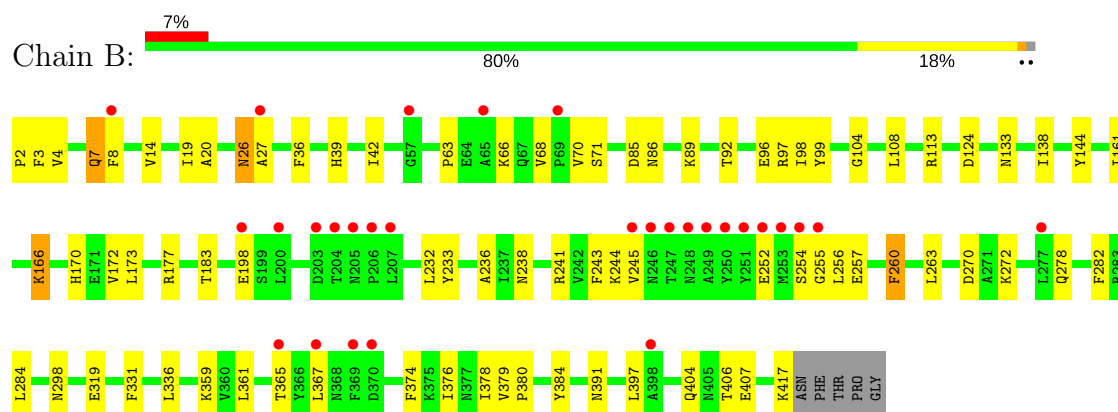 7%
Chain B:
80%
18%
••
P2 F3 V4 Q7 F8 V14 I19 A20 N26 A27 F36 H39 I42 G57 P63 E64 A65 K66 Q67 V68 P69 V70 S71 D85 N86 K89 T92 E96 R97 I98 Y99 G104 L108 R113 D124 N133 I138 Y144 I161
K166 H170 E171 V172 L173 R177 T183 E198 S199 L200 D203 T204 N205 P206 L207 L232 Y233 A236 I237 N238 R241 V242 F243 K244 V245 N246 T247 N248 A249 Y250 Y251 E252 M253 S254 G255 L256 E257 F260 L263 D270 A271 K272 L277 Q278 F282
L284 N298 E319 F331 L336 K359 V360 L361 T365 Y366 L367 N368 F369 D370 F374 K375 I376 N377 I378 V379 P380 Y384 N391 L397 A398 Q404 N405 T406 E407 K417 ASN PHE THR PRO GLY